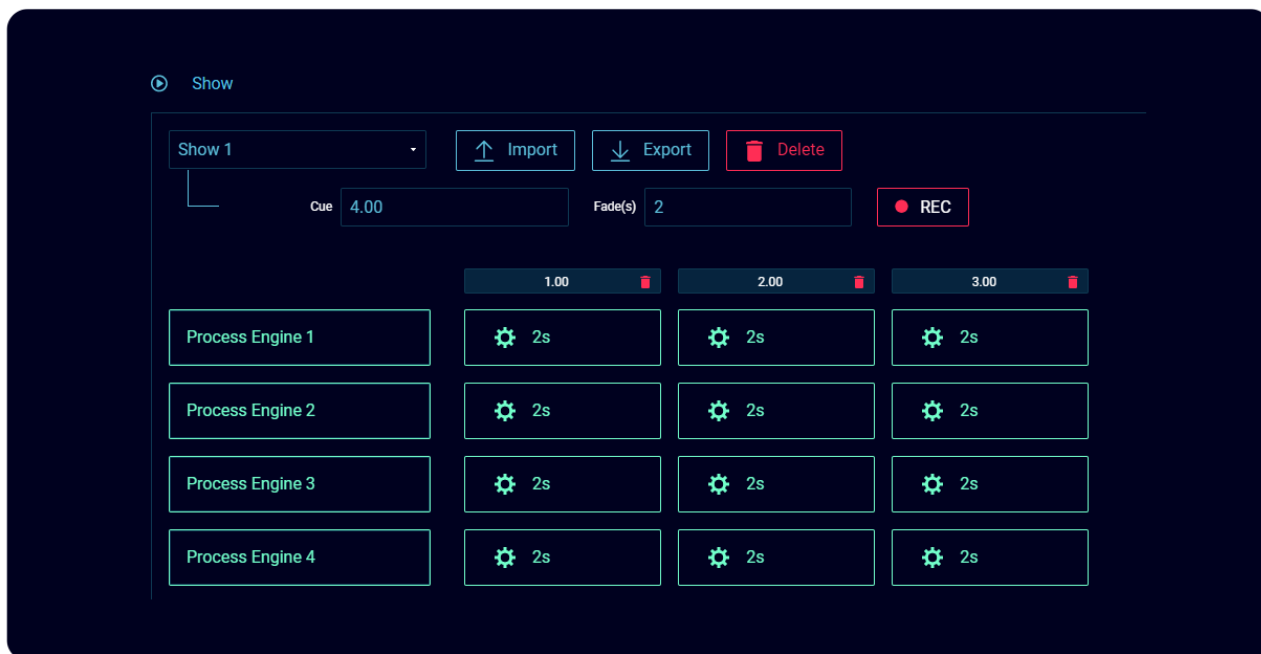 Show
Show 1 Import Export Delete
Cue 4.00 Fade(s) 2 REC
1.00 2.00 3.00
Process Engine 1 2s 2s 2s
Process Engine 2 2s 2s 2s
Process Engine 3 2s 2s 2s
Process Engine 4 2s 2s 2s